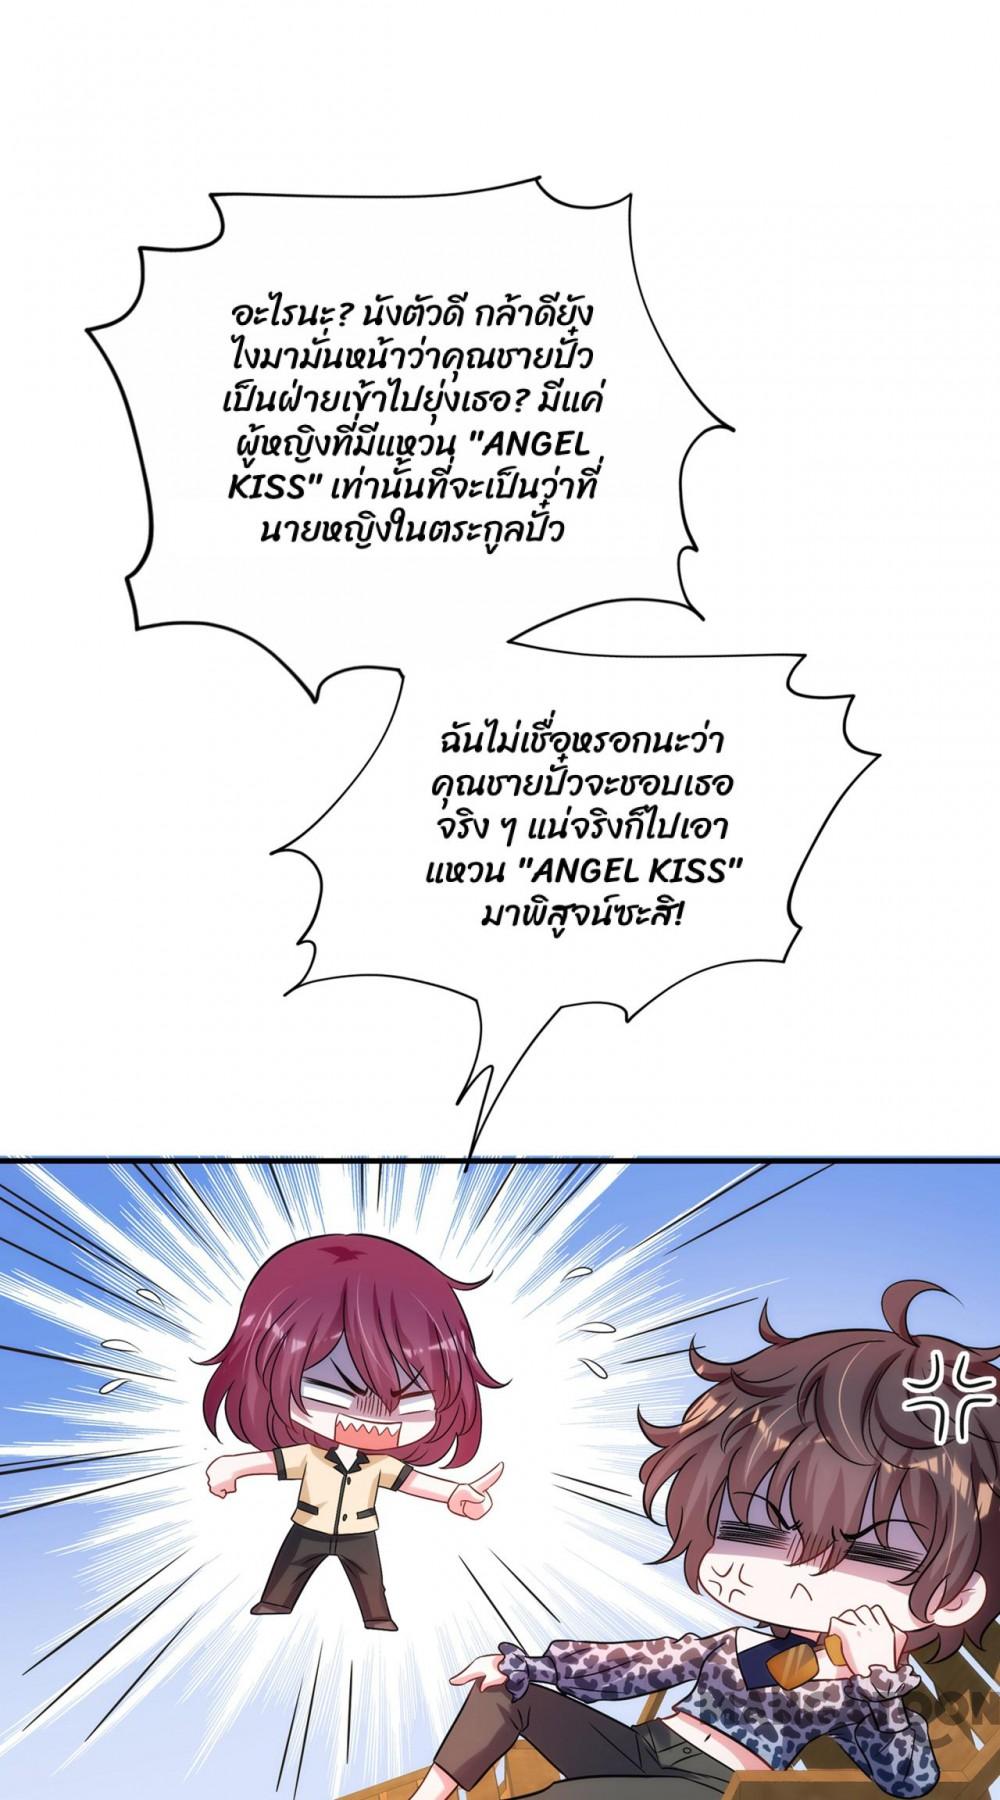 อะไรนะ? นังตัวดี กล้าดียัง
ไงมามั่นหน้าว่าคุณชายปั๋ว
เป็นฝ่ายเข้าไปยุ่งเธอ? มีแค่
ผู้หญิงที่มีแหวน "ANGEL
KISS" เท่านั้นที่จะเป็นว่าที่
นายหญิงในตระกูลปั๋ว
ฉันไม่เชื่อหรอกนะว่า
คุณชายปั๋วจะชอบเธอ
จริง ๆ แน่จริงก็ไปเอา
แหวน "ANGEL KISS"
มาพิสูจน์ซะสิ!